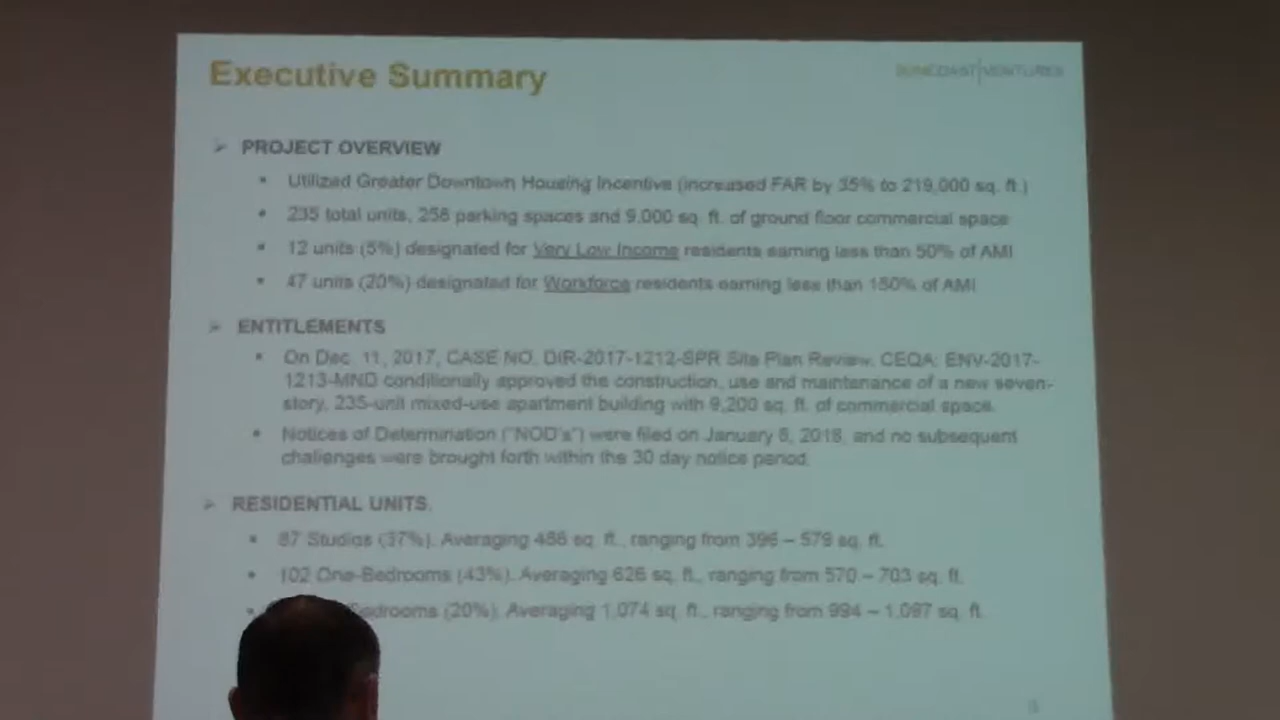 Executive Summary
SUNCOAST|VENTURES
PROJECT OVERVIEW
Utilized Greater Downtown Housing Incentive (increased FAR by 35% to 219,000 sq. ft.)
235 total units, 258 parking spaces and 9,000 sq. ft. of ground floor commercial space
12 units (5%) designated for Very Low Income residents earning less than 50% of AMI
47 units (20%) designated for Workforce residents earning less than 150% of AMI
ENTITLEMENTS
On Dec. 11, 2017, CASE NO. DIR-2017-1212-SPR Site Plan Review, CEQA: ENV-2017-
1213-MND conditionally approved the construction, use and maintenance of a new seven-
story, 235-unit mixed-use apartment building with 9,200 sq. ft. of commercial space.
Notices of Determination ("NOD's") were filed on January 2018, and no subsequent
challenges were brought forth within the 30 day notice period.
RESIDENTIAL UNITS
87 Studios (37%). Averaging 486 sq. ft., ranging from 396 – 579 sq. ft.
102 One-Bedrooms (43%). Averaging 626 sq. ft., ranging from 570 – 703 sq. ft.
edrooms (20%). Averaging 1,074 sq. ft., ranging from 994 – 1,097 sq. ft.